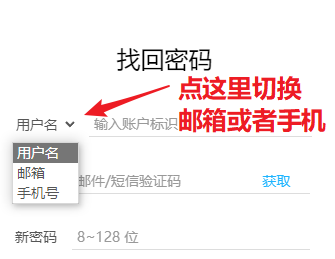 找回密码
点这里切换
邮箱或者手机
用户名 输入账户标识
用户名
邮箱
手机号
邮件/短信验证码 获取
新密码 8~128 位